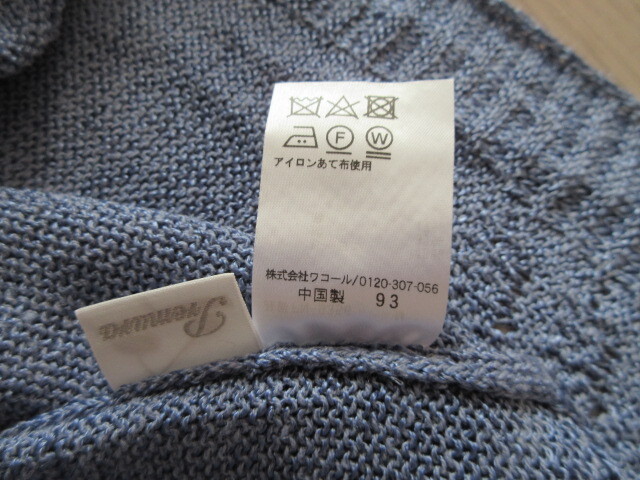 F W
アイロンあて布使用
株式会社ワコール/0120-307-056
中国製 93
Premiura